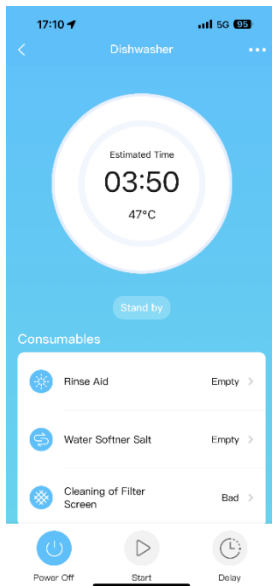 17:10 5G 95
Dishwasher
Estimated Time
03:50
47°C
Stand by
Consumables
Rinse Aid Empty
Water Softner Salt Empty
Cleaning of Filter
Screen Bad
Power Off Start Delay